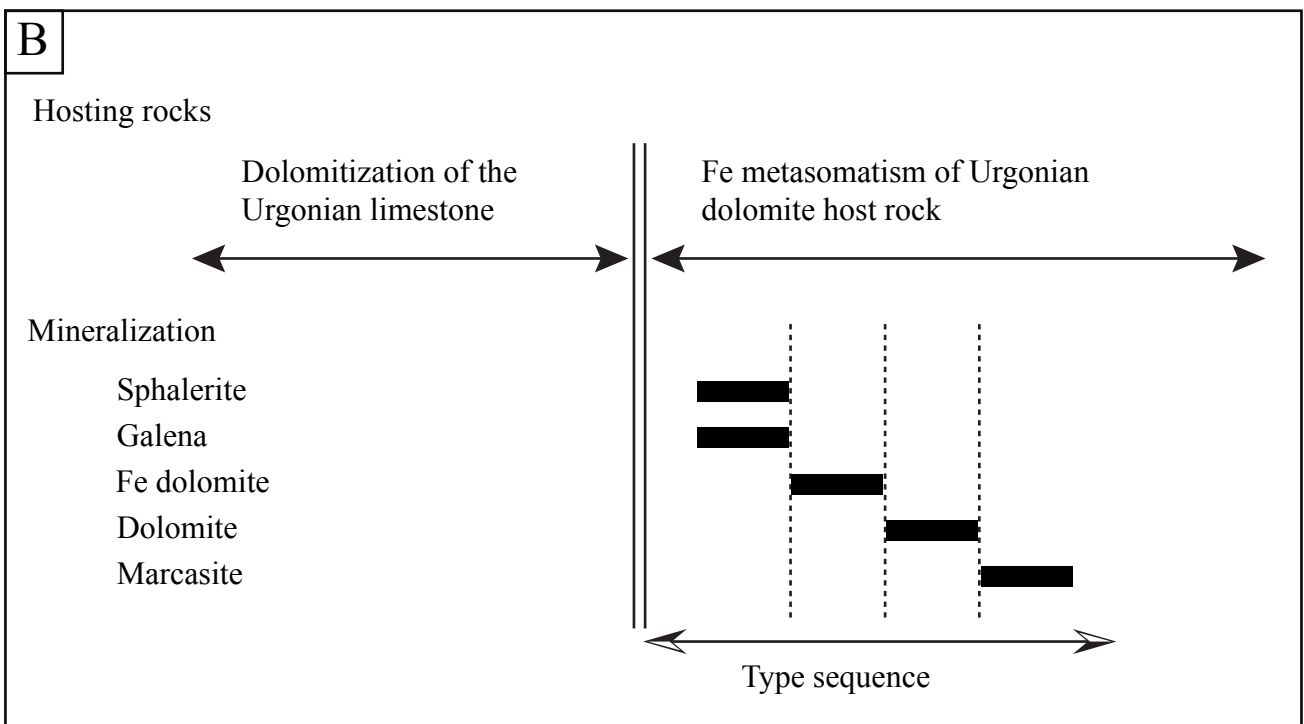 B
Hosting rocks
Dolomitization of the
Urgonian limestone
Fe metasomatism of Urgonian
dolomite host rock
Mineralization
Sphalerite
Galena
Fe dolomite
Dolomite
Marcasite
Type sequence